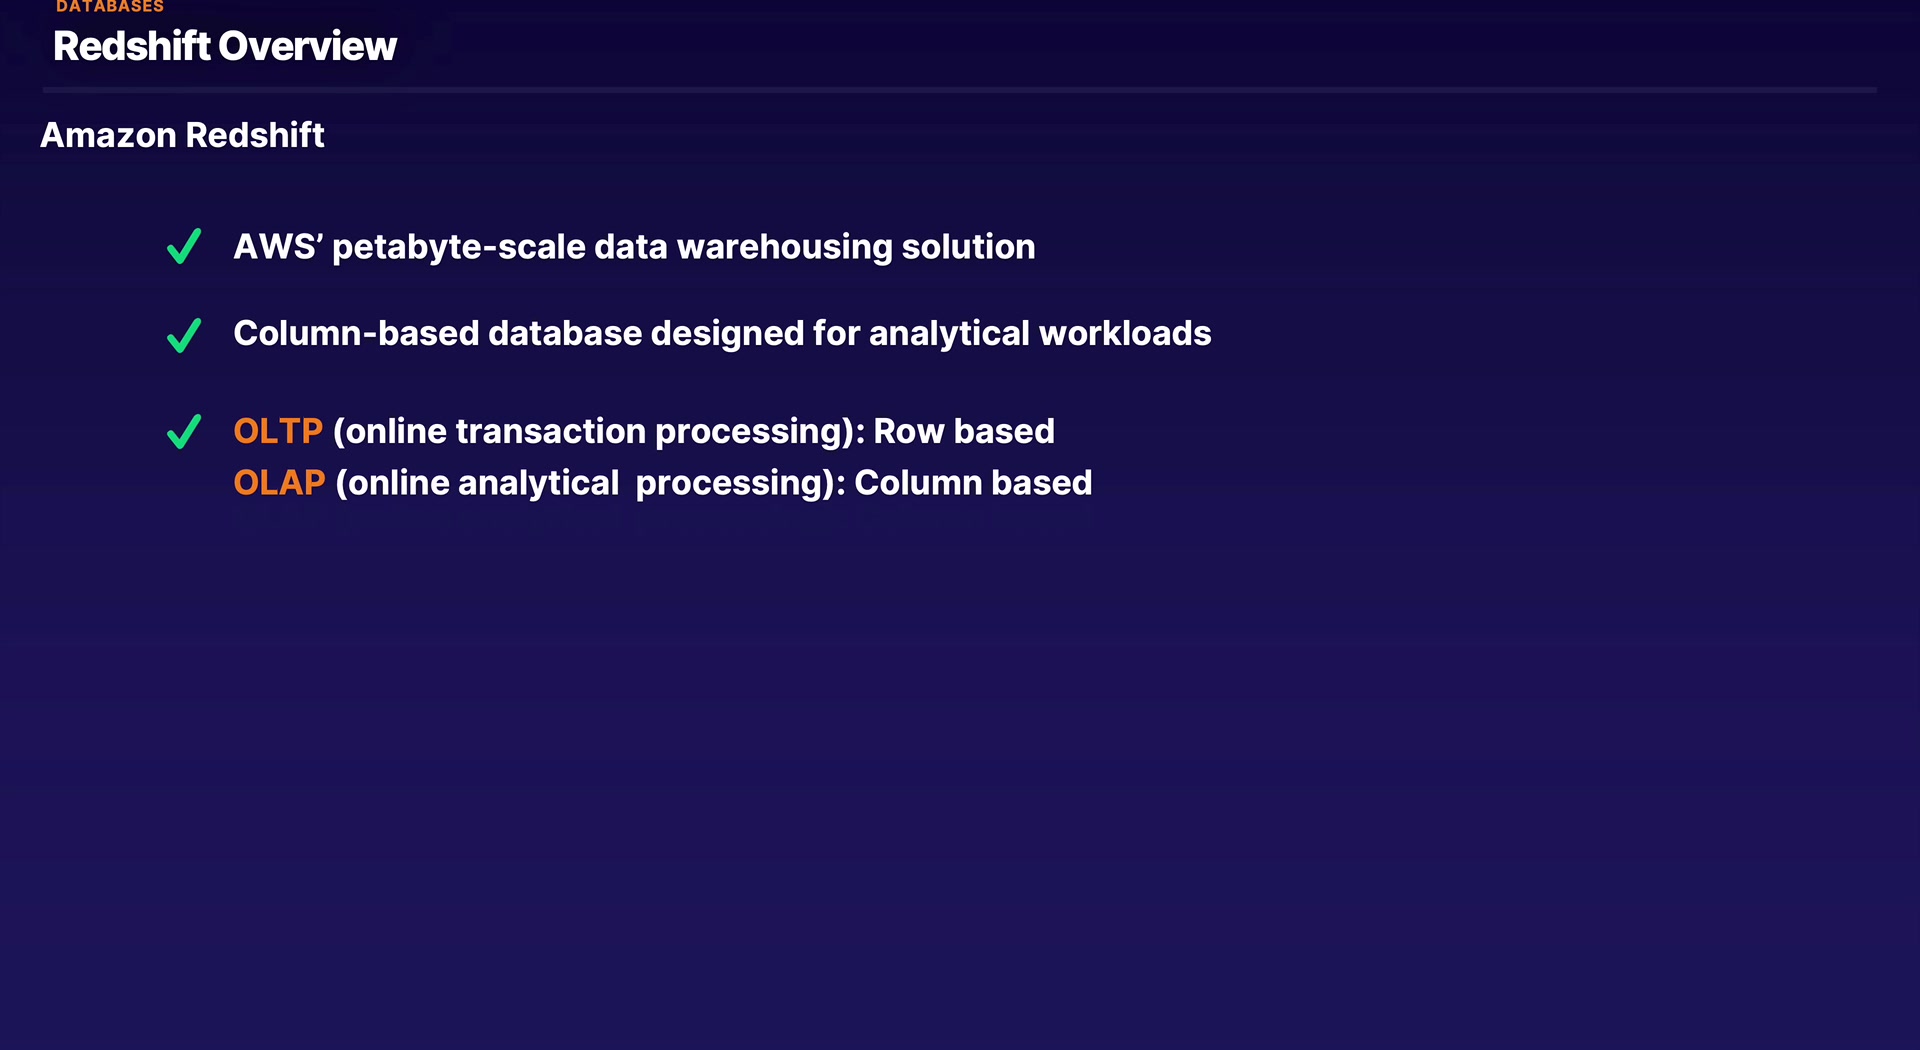 DATABASES
Redshift Overview
Amazon Redshift
AWS’ petabyte-scale data warehousing solution
Column-based database designed for analytical workloads
OLTP (online transaction processing): Row based
OLAP (online analytical  processing): Column based